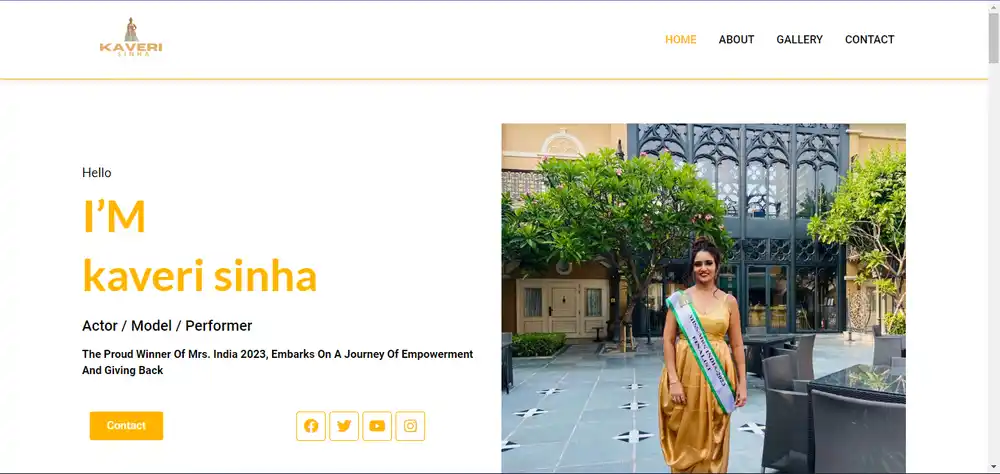 KAVERI
SINHA
HOME ABOUT GALLERY CONTACT
Hello
I’M
kaveri sinha
Actor / Model / Performer
The Proud Winner Of Mrs. India 2023, Embarks On A Journey Of Empowerment
And Giving Back
Contact
FINALIST